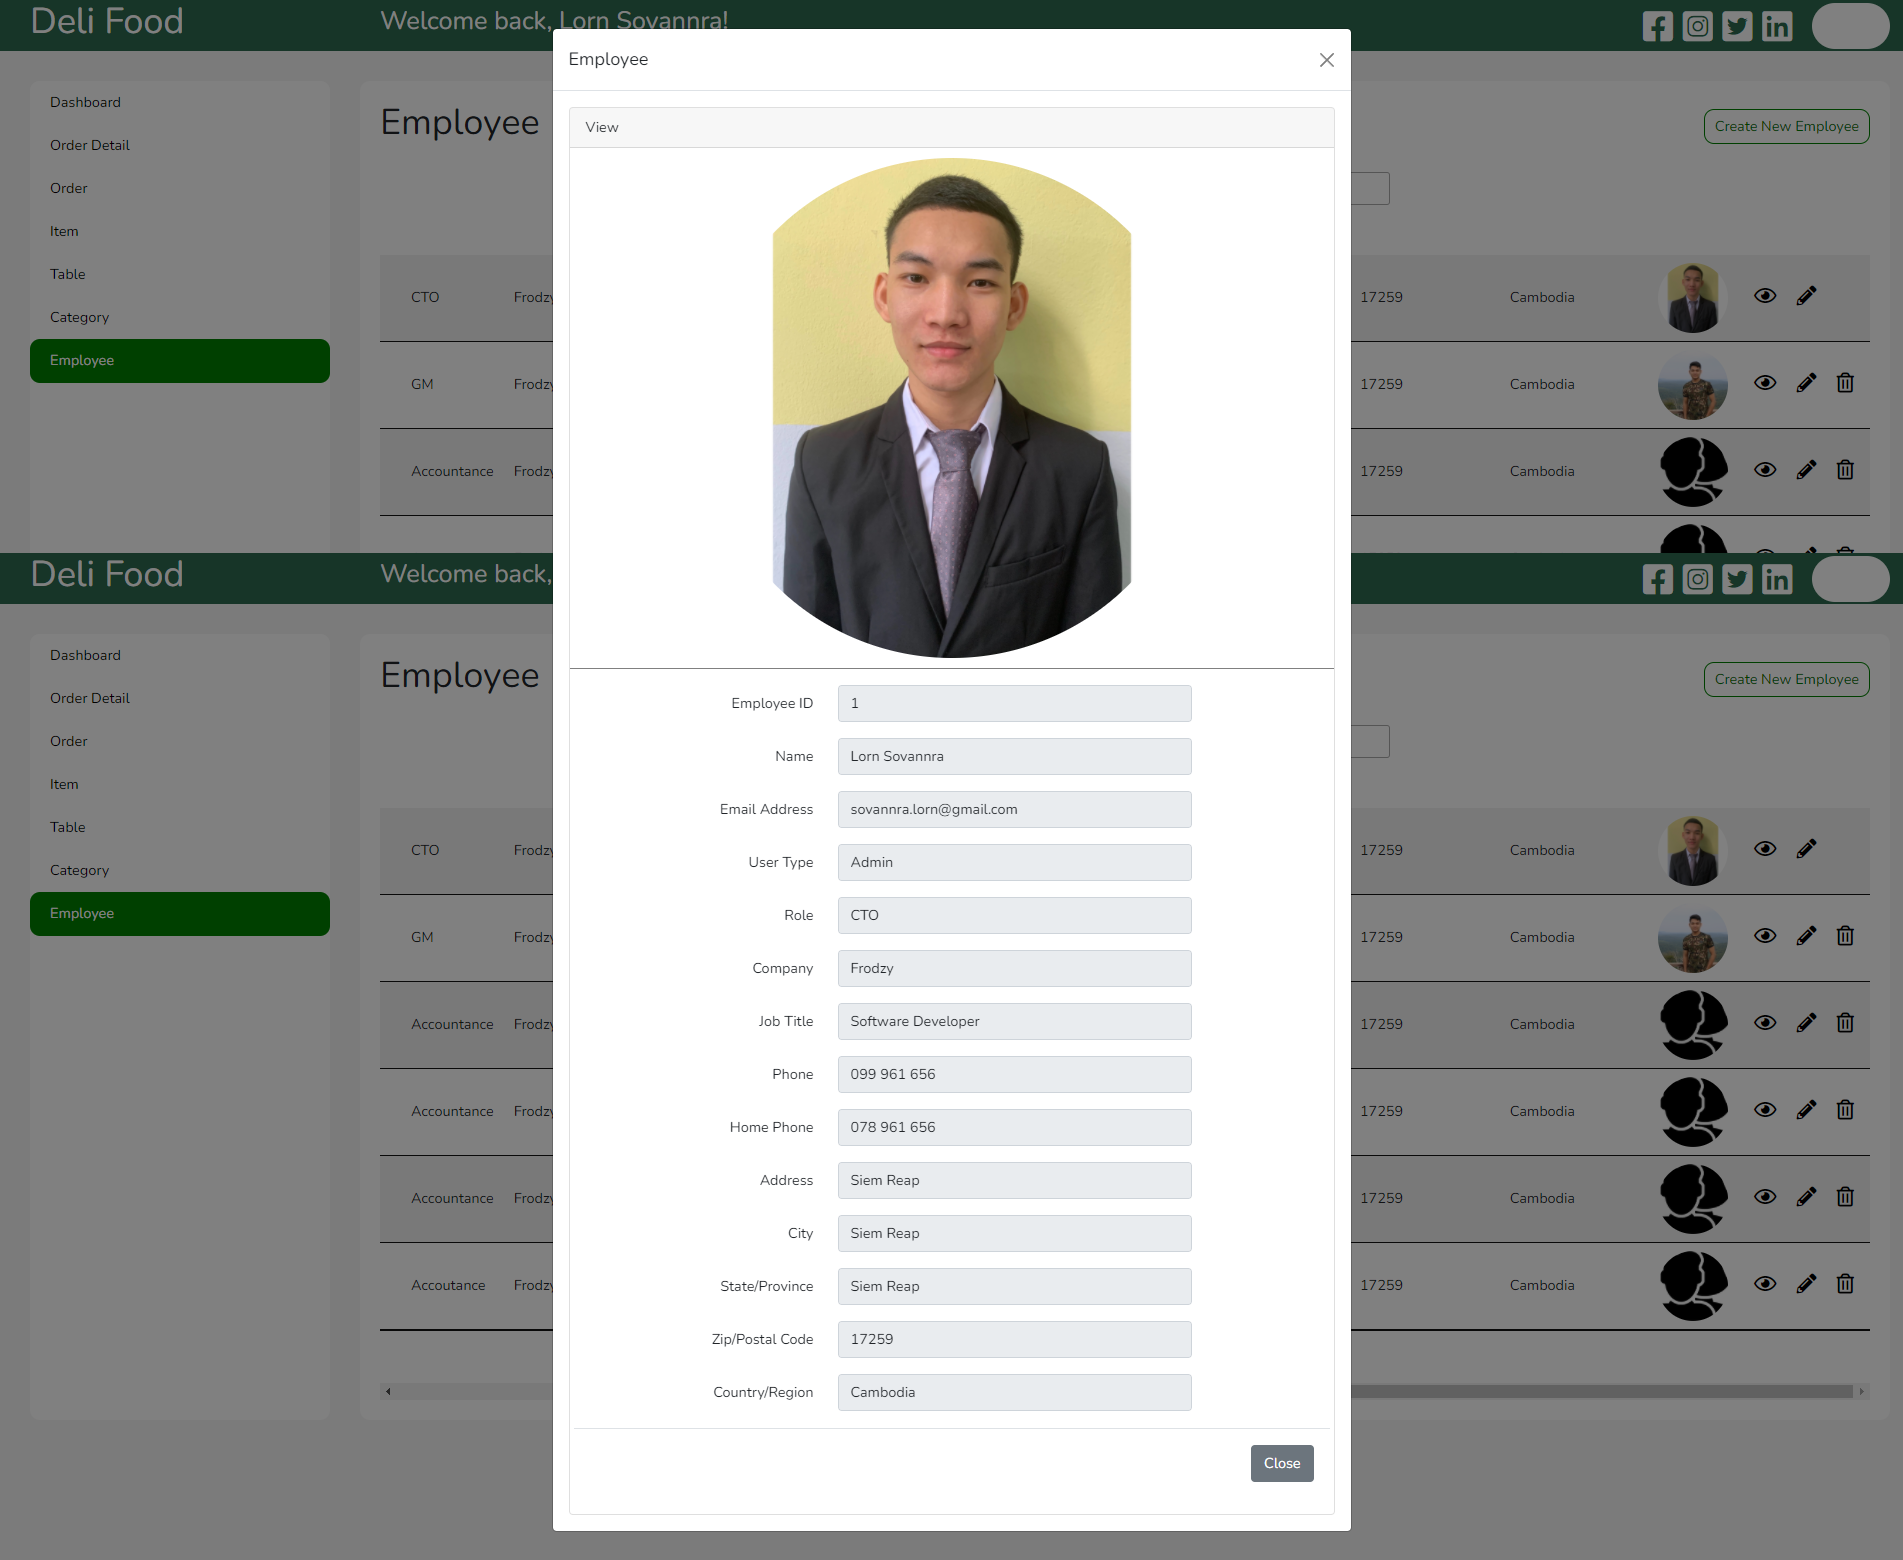 Deli Food
Welcome back, Lorn Sovannra!
Dashboard
Order Detail
Order
Item
Table
Category
Employee
Employee
Create New Employee
CTO Frodzy 17259 Cambodia
GM Frodzy 17259 Cambodia
Accountance Frodzy 17259 Cambodia
Employee
View
Employee ID 1
Name Lorn Sovannra
Email Address sovannra.lorn@gmail.com
User Type Admin
Role CTO
Company Frodzy
Job Title Software Developer
Phone 099 961 656
Home Phone 078 961 656
Address Siem Reap
City Siem Reap
State/Province Siem Reap
Zip/Postal Code 17259
Country/Region Cambodia
Close
Deli Food
Welcome back,
Dashboard
Order Detail
Order
Item
Table
Category
Employee
Employee
Create New Employee
CTO Frodzy 17259 Cambodia
GM Frodzy 17259 Cambodia
Accountance Frodzy 17259 Cambodia
Accountance Frodzy 17259 Cambodia
Accountance Frodzy 17259 Cambodia
Accoutance Frodzy 17259 Cambodia